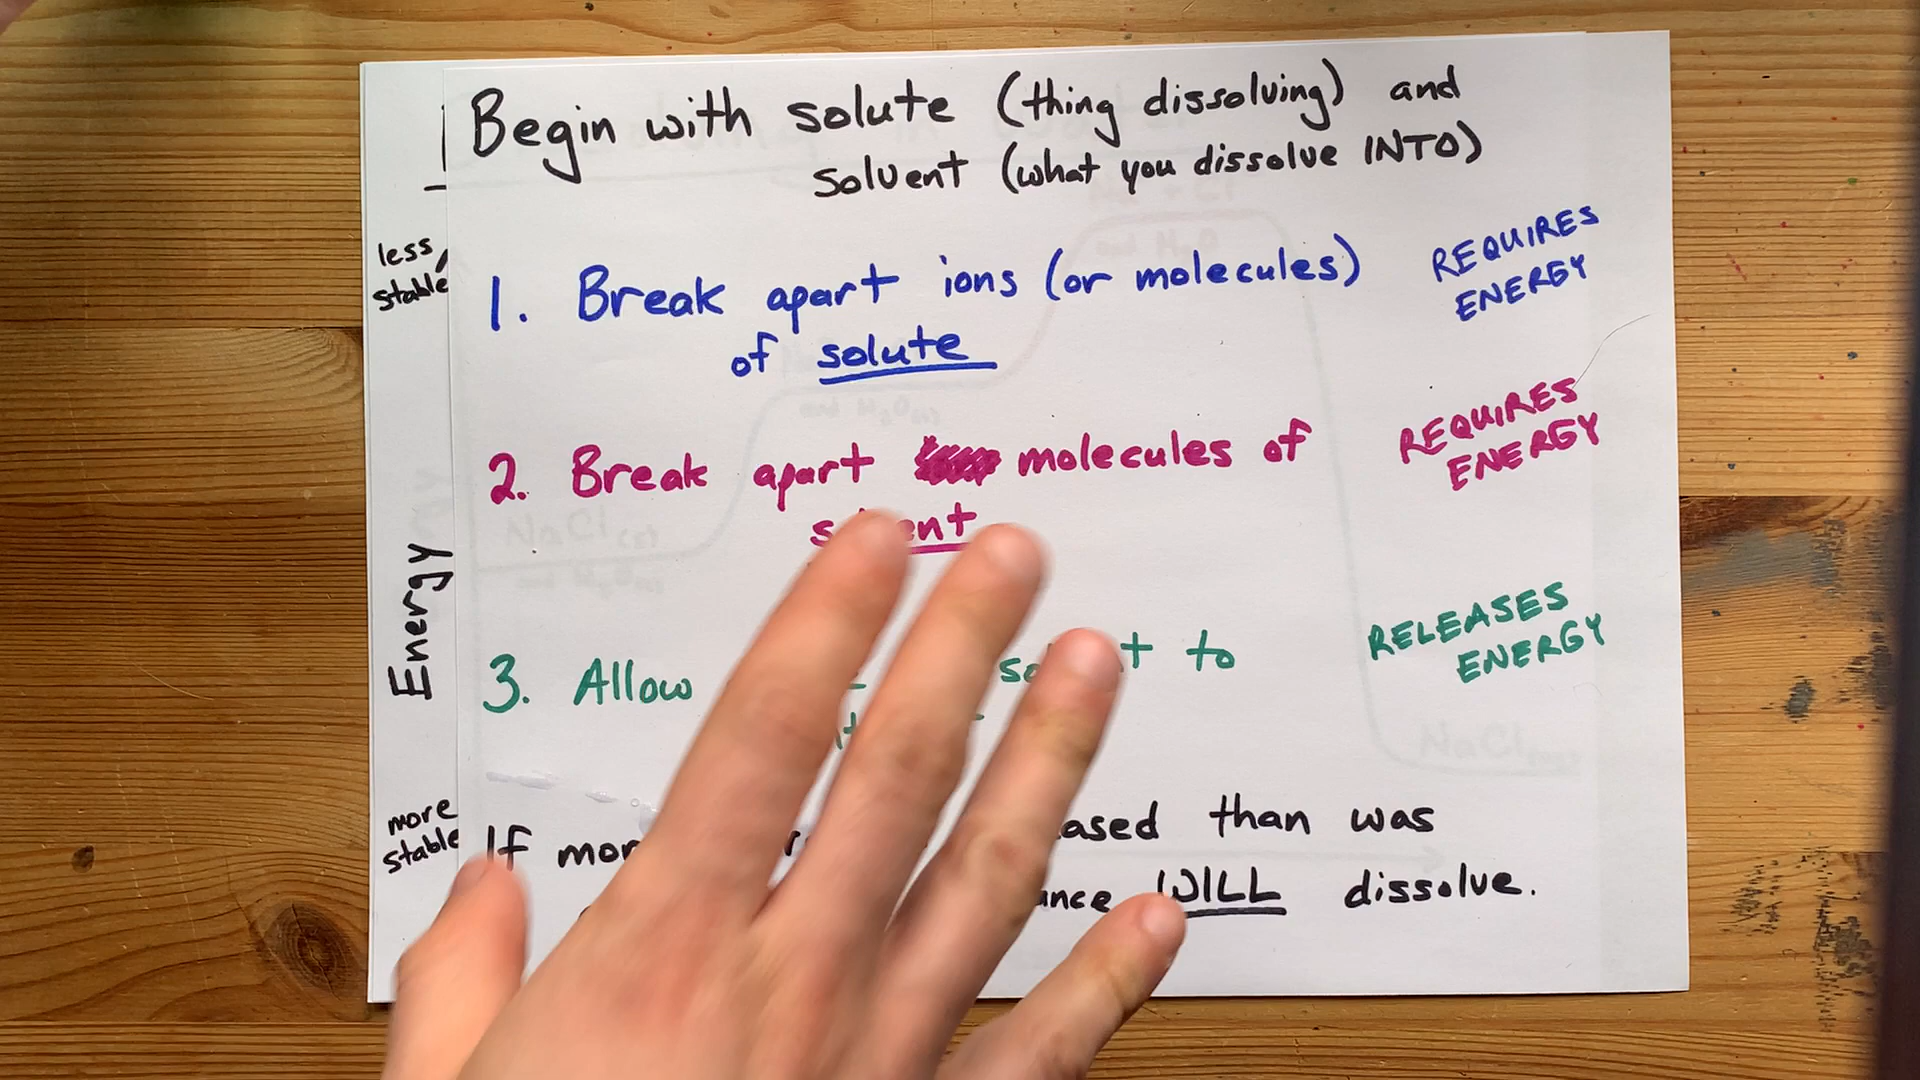 Begin with solute (thing dissolving) and
solvent (what you dissolve INTO)
less
stable
1. Break apart ions (or molecules)
of solute
REQUIRES
ENERGY
2. Break apart molecules of
REQUIRES
ENERGY
Energy
3. Allow to
RELEASES
ENERGY
more
stable
If than was
WILL dissolve.
NaCl